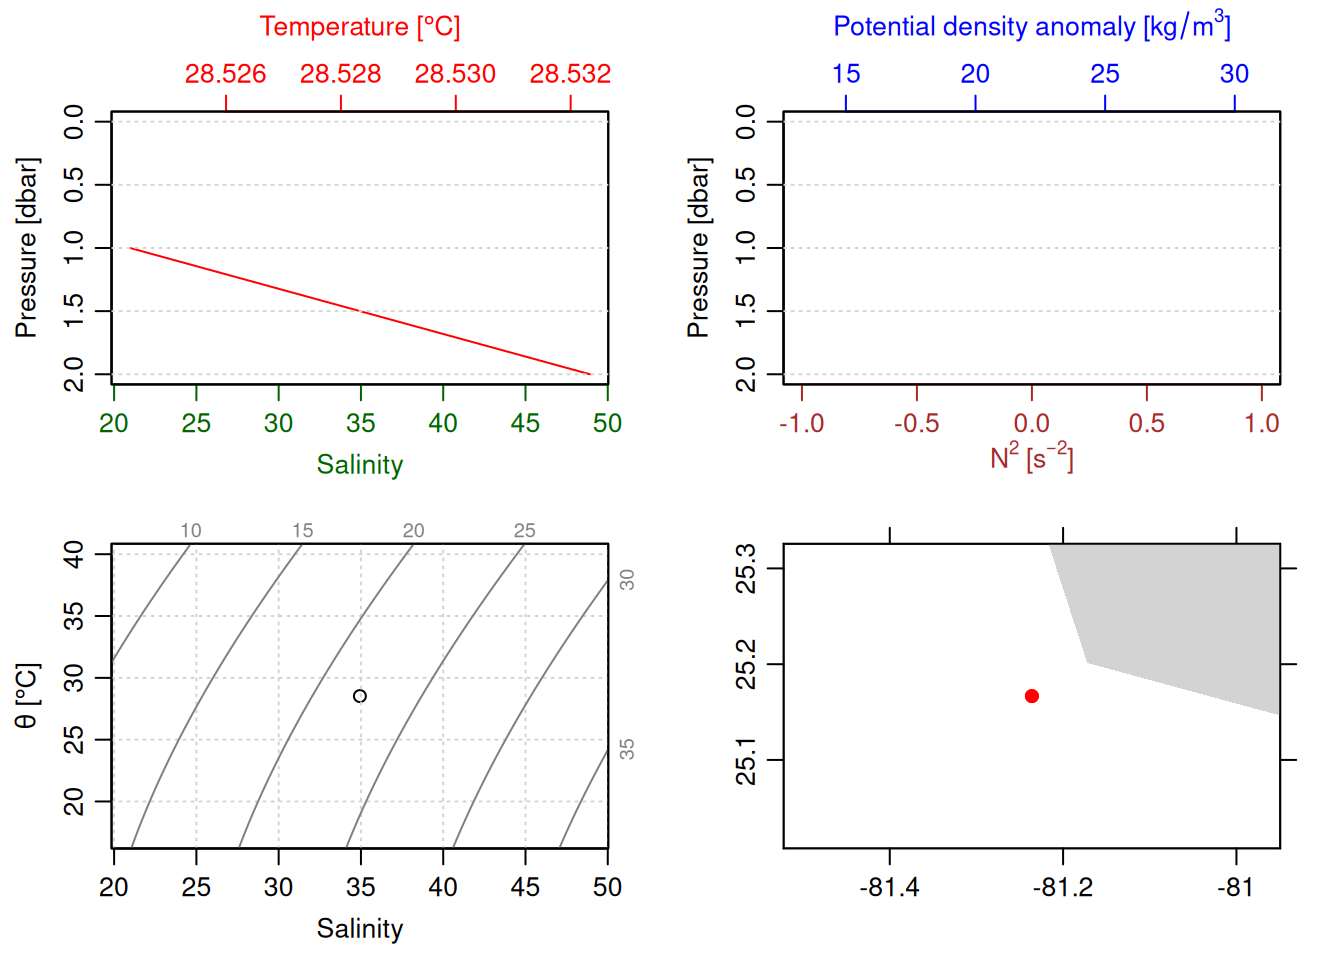 Temperature [°C]
28.526 28.528 28.530 28.532
Pressure [dbar]
0.0 0.5 1.0 1.5 2.0
20 25 30 35 40 45 50
Salinity
Potential density anomaly [kg/m³]
15 20 25 30
Pressure [dbar]
0.0 0.5 1.0 1.5 2.0
-1.0 -0.5 0.0 0.5 1.0
N² [s⁻²]
10 15 20 25
30
35
θ [°C]
40 35 30 25 20
20 25 30 35 40 45 50
Salinity
25.3 25.2 25.1
-81.4 -81.2 -81